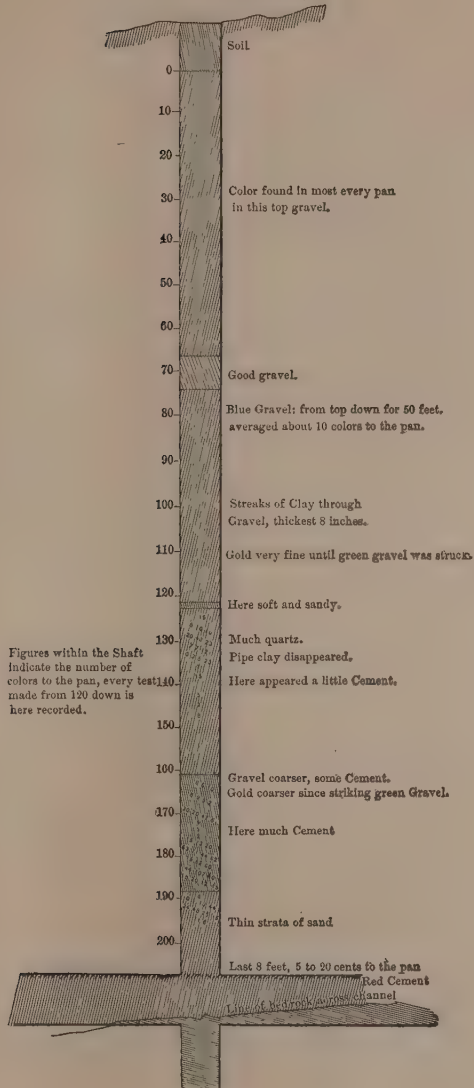 Soil
0
10
20
30
Color found in most every pan
in this top gravel.
40
50
60
70
Good gravel.
80
Blue Gravel: from top down for 50 feet.
averaged about 10 colors to the pan.
90
100
Streaks of Clay through
Gravel, thickest 8 inches.
110
Gold very fine until green gravel was struck.
120
Here soft and sandy.
130
Much quartz.
Pipe clay disappeared.
Figures within the Shaft
indicate the number of
colors to the pan, every test
made from 120 down is
here recorded.
140
Here appeared a little Cement.
150
160
Gravel coarser, some Cement.
Gold coarser since striking green Gravel.
170
Here much Cement
180
190
Thin strata of sand
200
Last 8 feet, 5 to 20 cents to the pan
Red Cement
Line of bedrock across channel